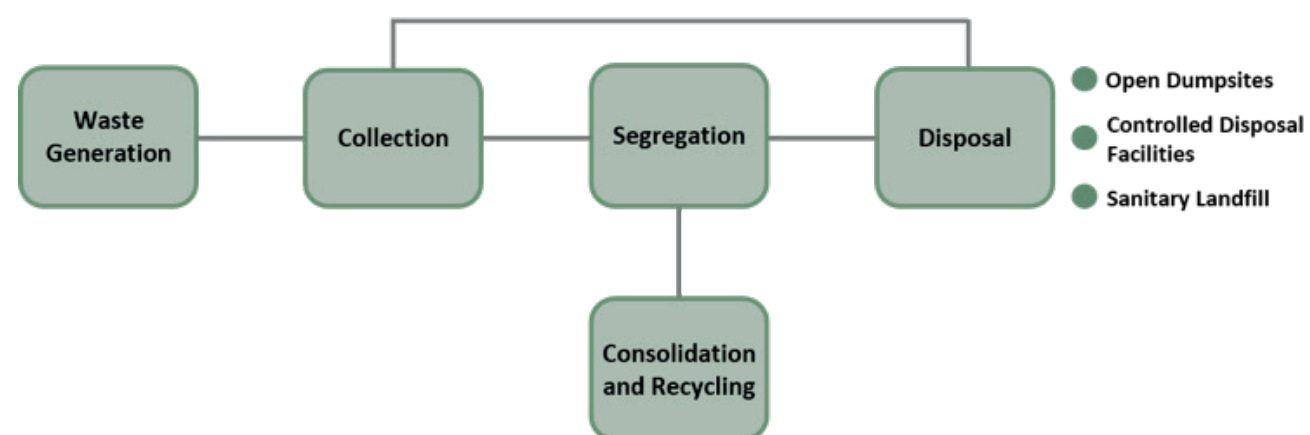 Waste
Generation
Collection
Segregation
Disposal
Open Dumpsites
Controlled Disposal
Facilities
Sanitary Landfill
Consolidation
and Recycling